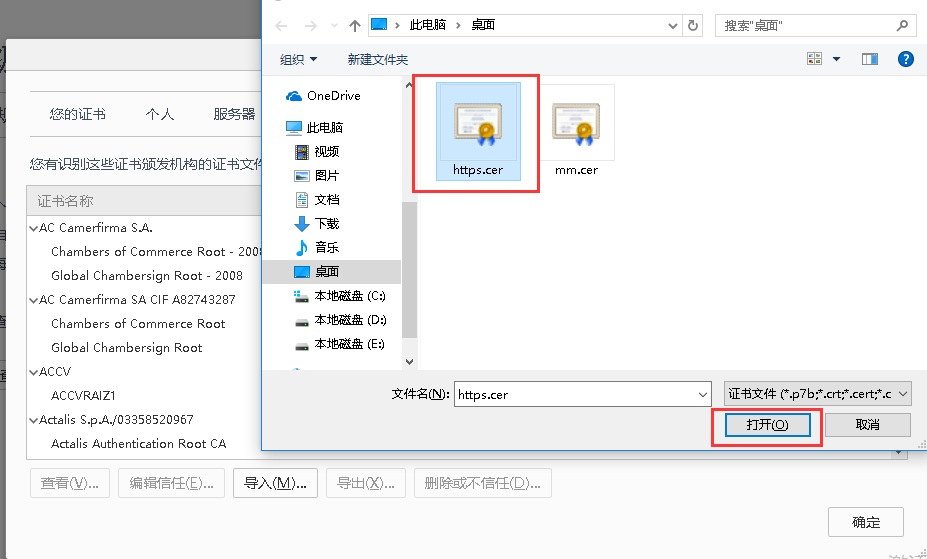 此电脑 桌面
搜索"桌面"
组织 新建文件夹
OneDrive
此电脑
视频
图片
文档
下载
音乐
桌面
本地磁盘 (C:)
本地磁盘 (D:)
本地磁盘 (E:)
https.cer
mm.cer
文件名(N):
https.cer
证书文件 (*.p7b;*.crt;*.cert;*.c
打开(O)
取消
您的证书 个人 服务器
您有识别这些证书颁发机构的证书文件
证书名称
AC Camerfirma S.A.
Chambers of Commerce Root - 2008
Global Chambersign Root - 2008
AC Camerfirma SA CIF A82743287
Chambers of Commerce Root
Global Chambersign Root
ACCV
ACCVRAIZ1
Actalis S.p.A./03358520967
Actalis Authentication Root CA
查看(V)...
编辑信任(E)...
导入(M)...
导出(X)...
删除或不信任(D)...
确定